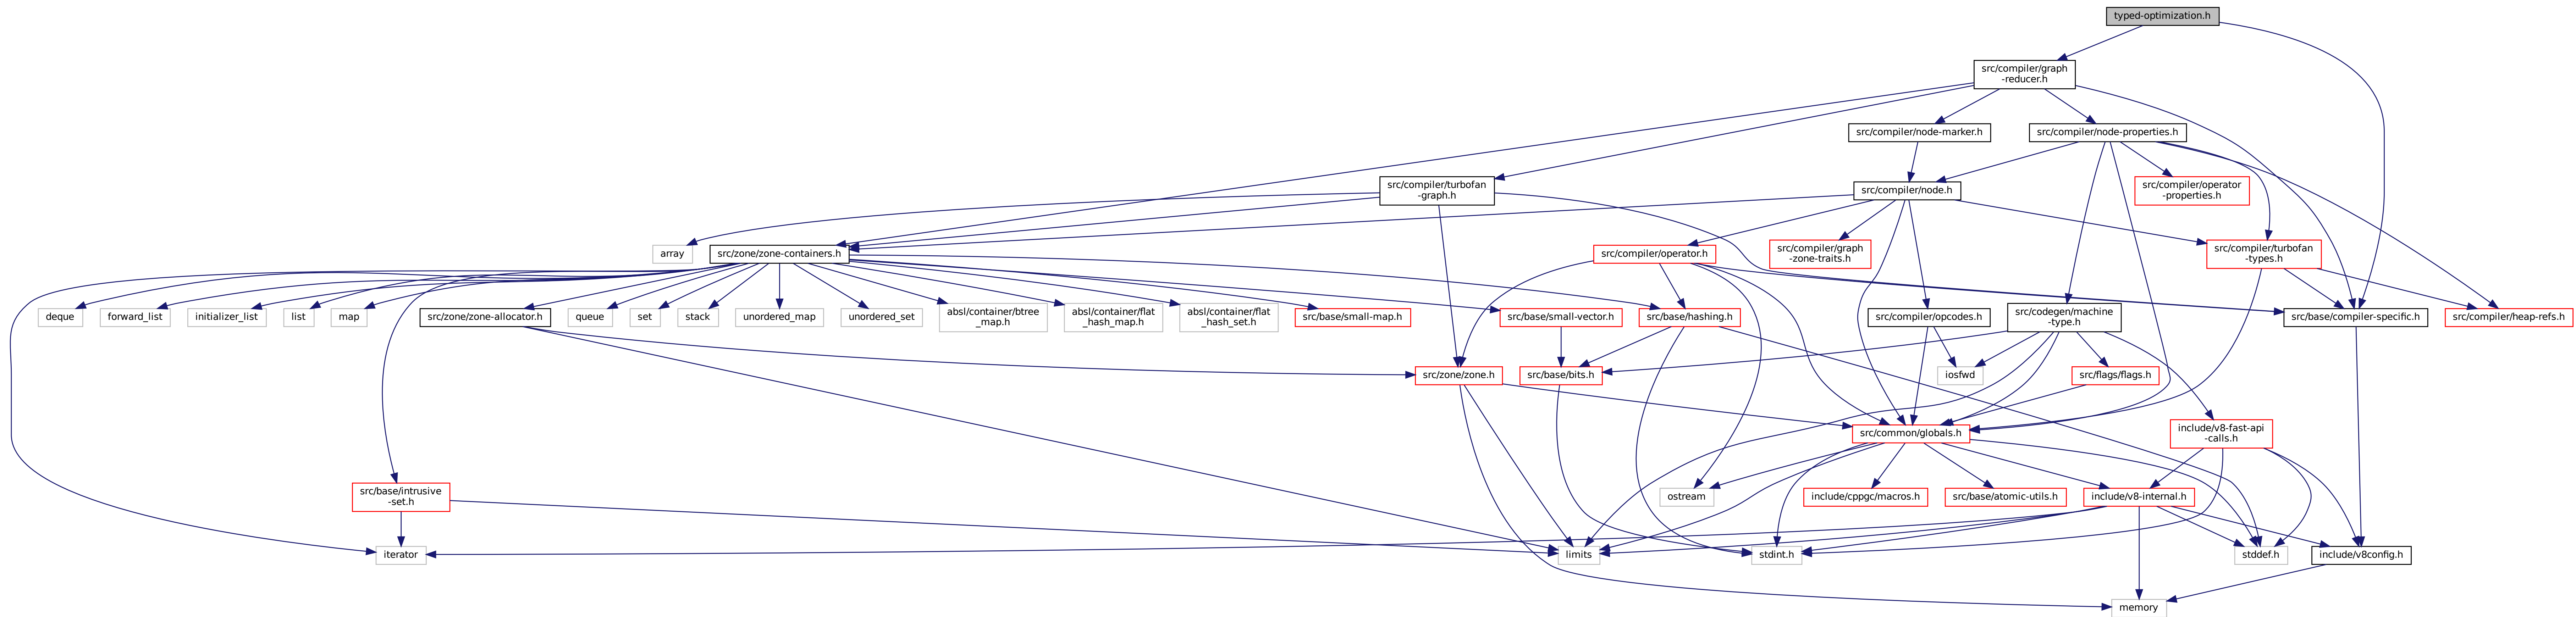 typed-optimization.h
src/compiler/graph
-reducer.h
src/compiler/node-marker.h
src/compiler/node-properties.h
src/compiler/turbofan
-graph.h
src/compiler/node.h
src/compiler/operator
-properties.h
array
src/zone/zone-containers.h
src/compiler/operator.h
src/compiler/graph
-zone-traits.h
src/compiler/turbofan
-types.h
deque
forward_list
initializer_list
list
map
src/zone/zone-allocator.h
queue
set
stack
unordered_map
unordered_set
absl/container/btree
_map.h
absl/container/flat
_hash_map.h
absl/container/flat
_hash_set.h
src/base/small-map.h
src/base/small-vector.h
src/base/hashing.h
src/compiler/opcodes.h
src/codegen/machine
-type.h
src/base/compiler-specific.h
src/compiler/heap-refs.h
src/zone/zone.h
src/base/bits.h
iosfwd
src/flags/flags.h
src/common/globals.h
include/v8-fast-api
-calls.h
src/base/intrusive
-set.h
ostream
include/cppgc/macros.h
src/base/atomic-utils.h
include/v8-internal.h
iterator
limits
stdint.h
stddef.h
include/v8config.h
memory